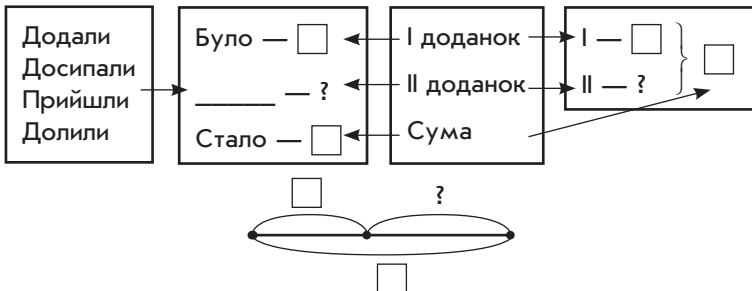 Додали
Досипали
Прийшли
Долили
Було —
______ — ?
Стало —
I доданок
II доданок
Сума
I —
II — ?
?